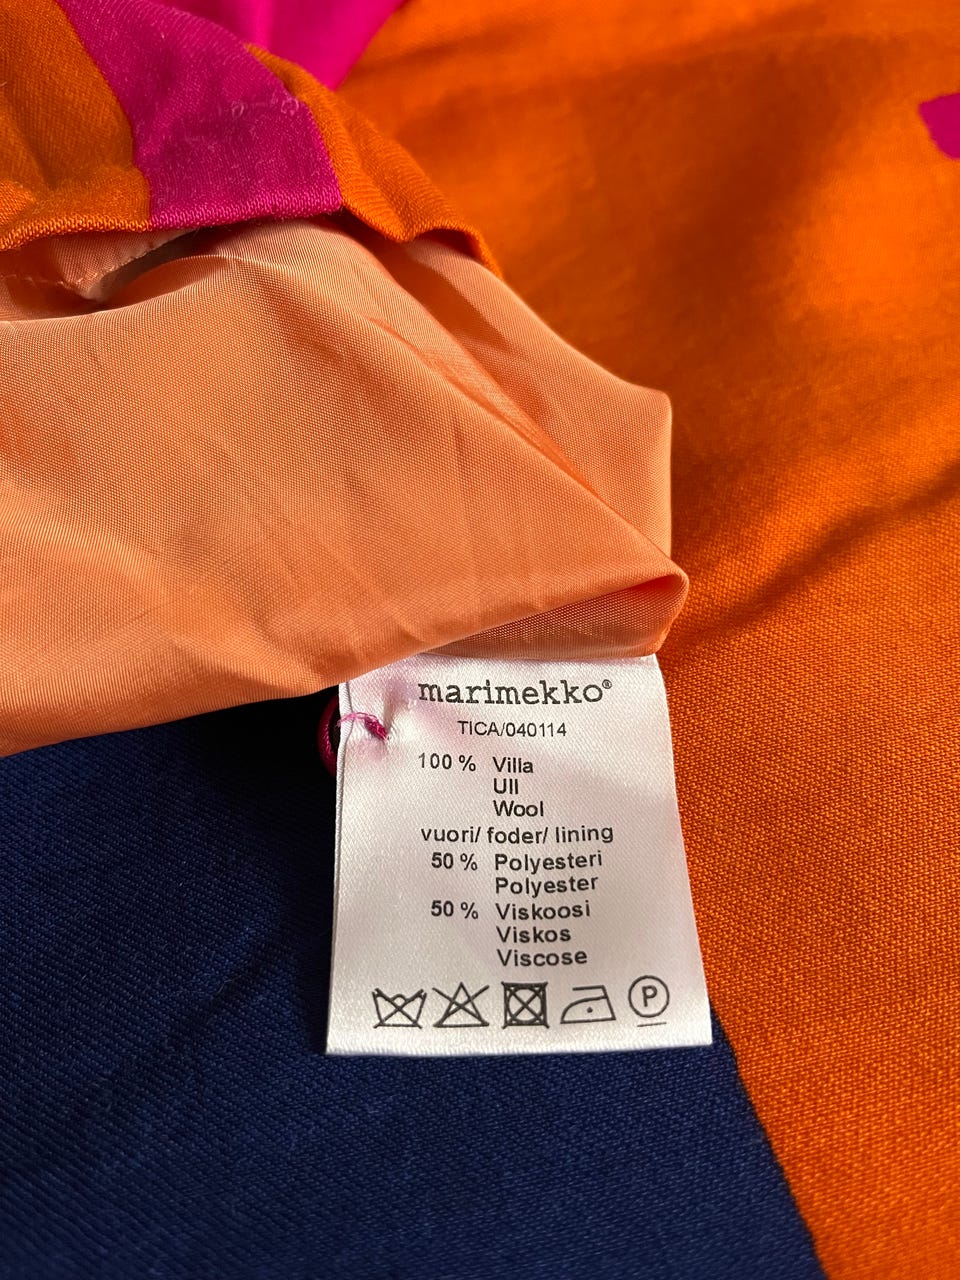 marimekko®
TICA/040114
100 % Villa
Ull
Wool
vuori/ foder/ lining
50 % Polyesteri
Polyester
50 % Viskoosi
Viskos
Viscose
P